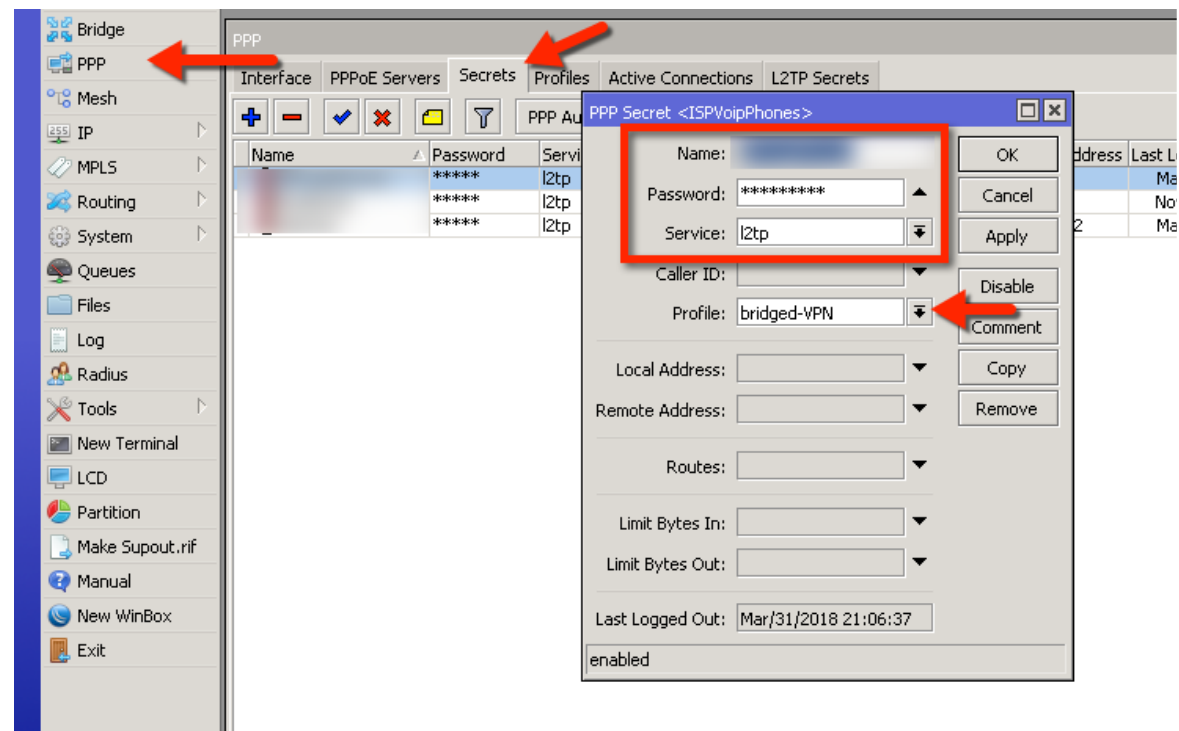 Bridge
PPP
Mesh
255 IP
MPLS
Routing
System
Queues
Files
Log
Radius
Tools
New Terminal
LCD
Partition
Make Supout.rif
Manual
New WinBox
Exit
PPP
Interface PPPoE Servers Secrets Profiles Active Connections L2TP Secrets
PPP Au
Name Password Servi ddress Last L
***** l2tp Ma
***** l2tp No
***** l2tp 2 Ma
PPP Secret <ISPVoipPhones>
Name:
Password: *********
Service: l2tp
Caller ID:
Profile: bridged-VPN
Local Address:
Remote Address:
Routes:
Limit Bytes In:
Limit Bytes Out:
Last Logged Out: Mar/31/2018 21:06:37
enabled
OK
Cancel
Apply
Disable
Comment
Copy
Remove